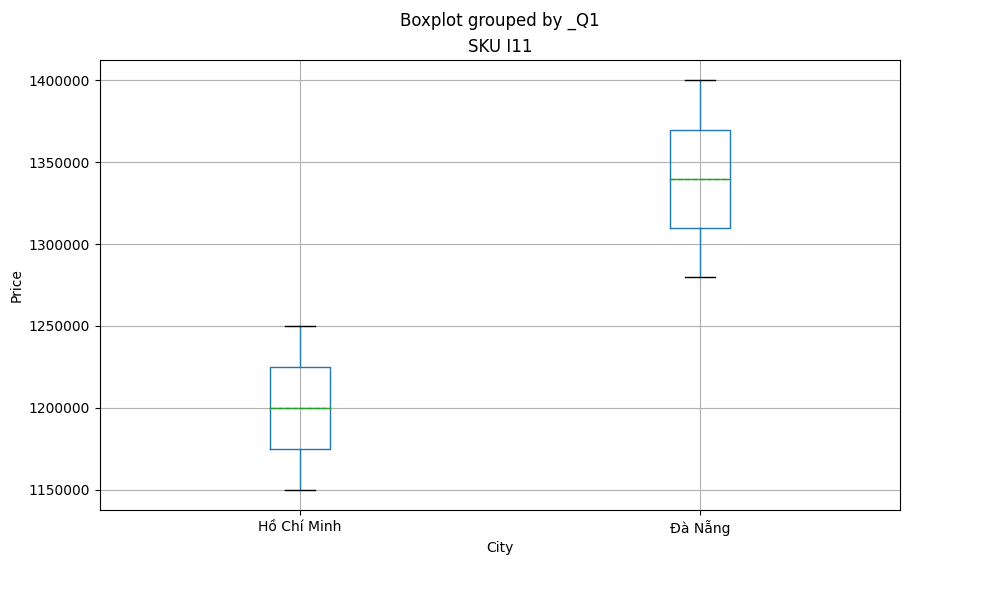 Boxplot grouped by _Q1
SKU I11
1400000
1350000
1300000
1250000
1200000
1150000
Price
Hồ Chí Minh
Đà Nẵng
City